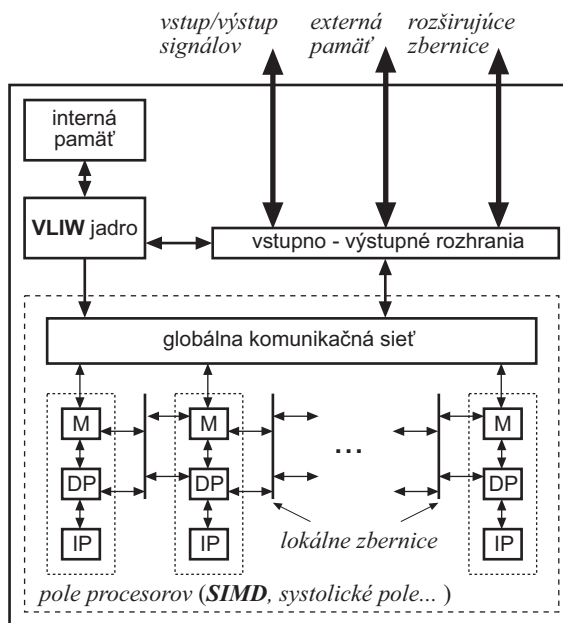 vstup/výstup signálov
externá pamäť
rozširujúce zbernice
interná pamäť
VLIW jadro
vstupno - výstupné rozhrania
globálna komunikačná sieť
M
M
M
...
DP
DP
DP
IP
IP
lokálne zbernice
IP
pole procesorov (SIMD, systolické pole... )